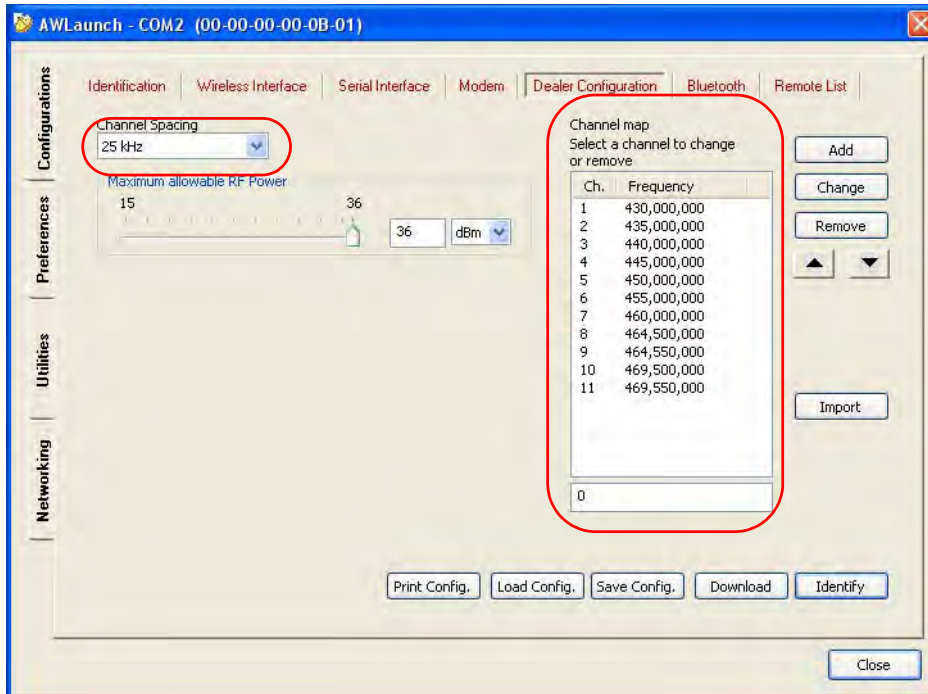 AWLaunch - COM2 (00-00-00-00-0B-01)
Configurations
Preferences
Utilities
Networking
Identification Wireless Interface Serial Interface Modem Dealer Configuration Bluetooth Remote List
Channel Spacing
25 kHz
Maximum allowable RF Power
15 36
36 dBm
Channel map
Select a channel to change
or remove
Ch. Frequency
1 430,000,000
2 435,000,000
3 440,000,000
4 445,000,000
5 450,000,000
6 455,000,000
7 460,000,000
8 464,500,000
9 464,550,000
10 469,500,000
11 469,550,000
0
Add
Change
Remove
Import
Print Config. Load Config. Save Config. Download Identify
Close